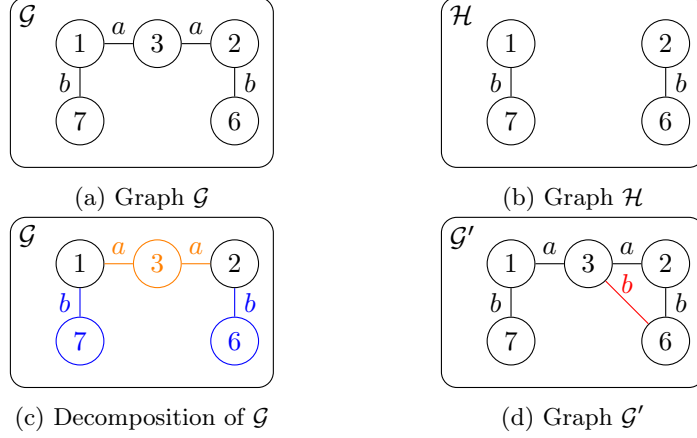 𝒢
1 a 3 a 2
b b
7 6
(a) Graph 𝒢
ℋ
1 2
b b
7 6
(b) Graph ℋ
𝒢
1 a 3 a 2
b b
7 6
(c) Decomposition of 𝒢
𝒢′
1 a 3 a 2
b b b
7 6
(d) Graph 𝒢′